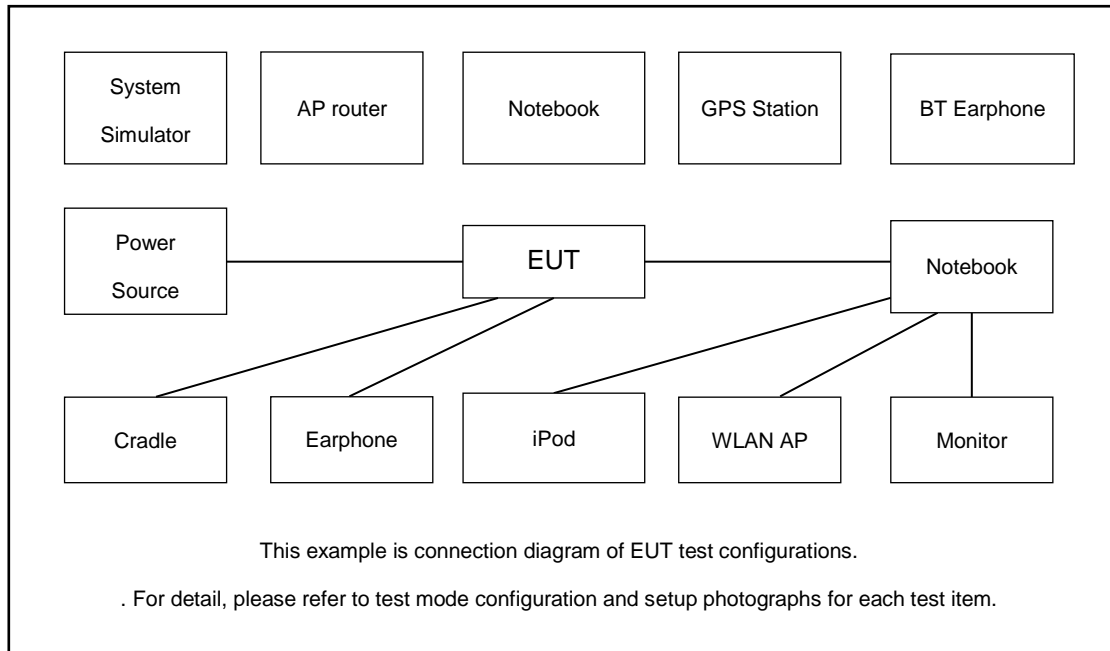 System
Simulator
AP router
Notebook
GPS Station
BT Earphone
Power
Source
EUT
Notebook
Cradle
Earphone
iPod
WLAN AP
Monitor
This example is connection diagram of EUT test configurations.
. For detail, please refer to test mode configuration and setup photographs for each test item.